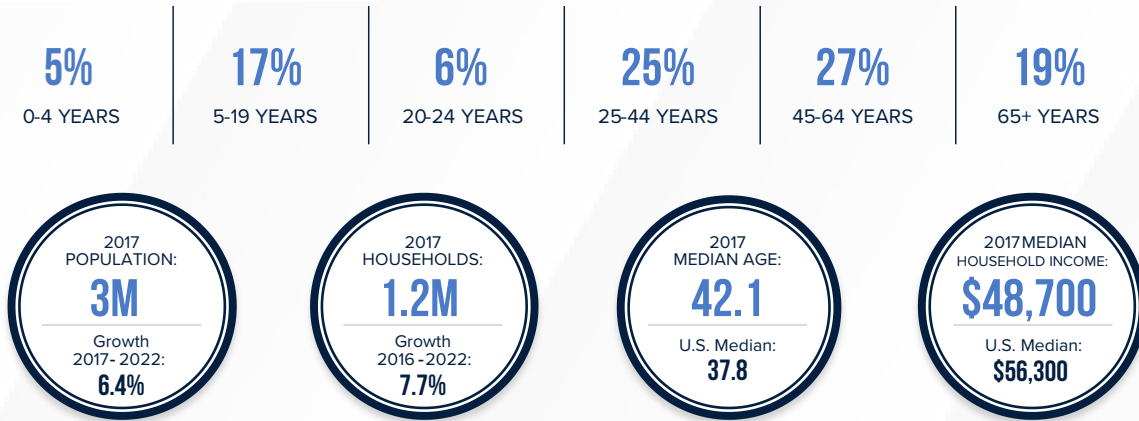 5%
0-4 YEARS
17%
5-19 YEARS
6%
20-24 YEARS
25%
25-44 YEARS
27%
45-64 YEARS
19%
65+ YEARS
2017
POPULATION:
3M
Growth
2017- 2022:
6.4%
2017
HOUSEHOLDS:
1.2M
Growth
2016 -2022:
7.7%
2017
MEDIAN AGE:
42.1
U.S. Median:
37.8
2017 MEDIAN
HOUSEHOLD INCOME:
$48,700
U.S. Median:
$56,300